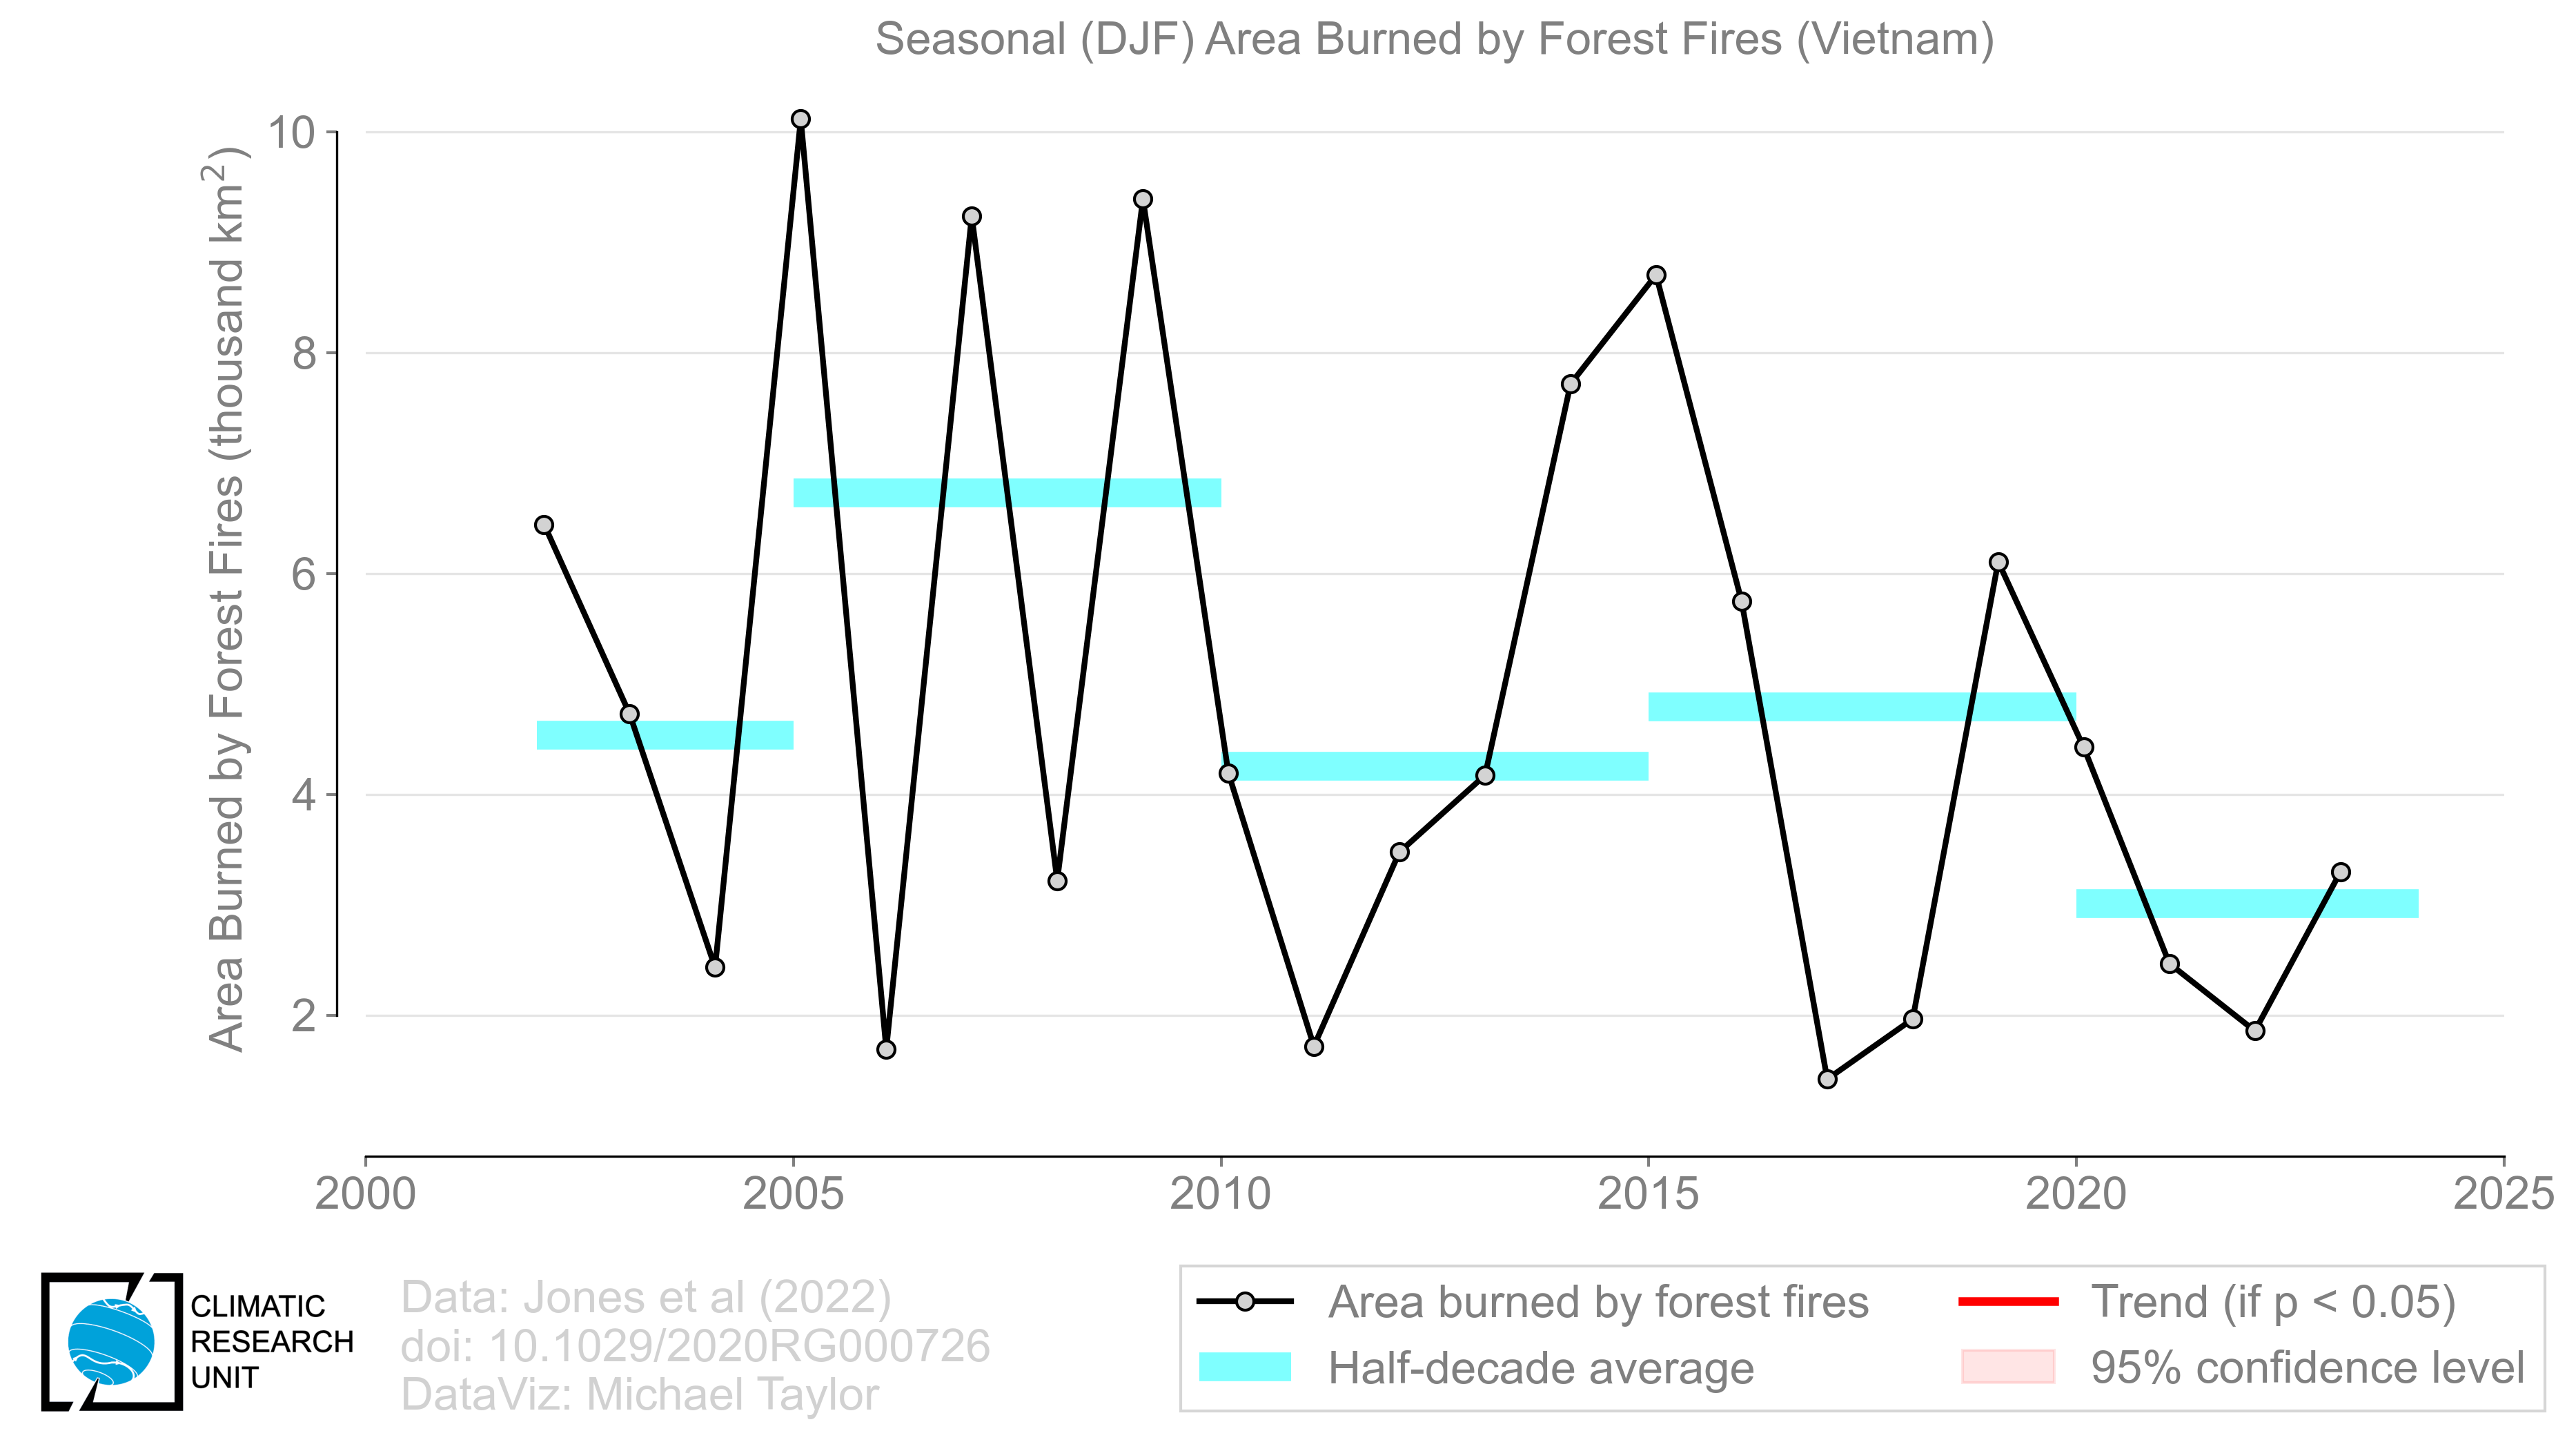 Seasonal (DJF) Area Burned by Forest Fires (Vietnam)
Area Burned by Forest Fires (thousand km²)
10
8
6
4
2
2000 2005 2010 2015 2020 2025
CLIMATIC
RESEARCH
UNIT
Data: Jones et al (2022)
doi: 10.1029/2020RG000726
DataViz: Michael Taylor
Area burned by forest fires
Half-decade average
Trend (if p < 0.05)
95% confidence level